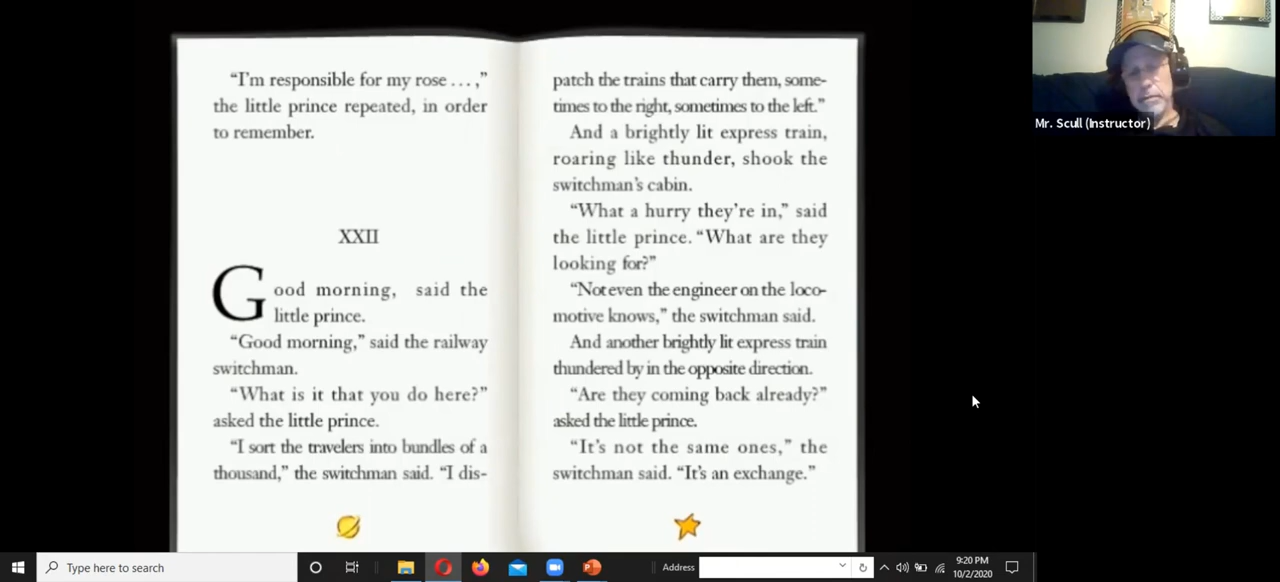 “I’m responsible for my rose . . . ,”
the little prince repeated, in order
to remember.
XXII
Good morning, said the
little prince.
“Good morning,” said the railway
switchman.
“What is it that you do here?”
asked the little prince.
“I sort the travelers into bundles of a
thousand,” the switchman said. “I dis-
patch the trains that carry them, some-
times to the right, sometimes to the left.”
And a brightly lit express train,
roaring like thunder, shook the
switchman’s cabin.
“What a hurry they’re in,” said
the little prince. “What are they
looking for?”
“Not even the engineer on the loco-
motive knows,” the switchman said.
And another brightly lit express train
thundered by in the opposite direction.
“Are they coming back already?”
asked the little prince.
“It’s not the same ones,” the
switchman said. “It’s an exchange.”
Mr. Scull (Instructor)
Type here to search
Address
9:20 PM
10/2/2020